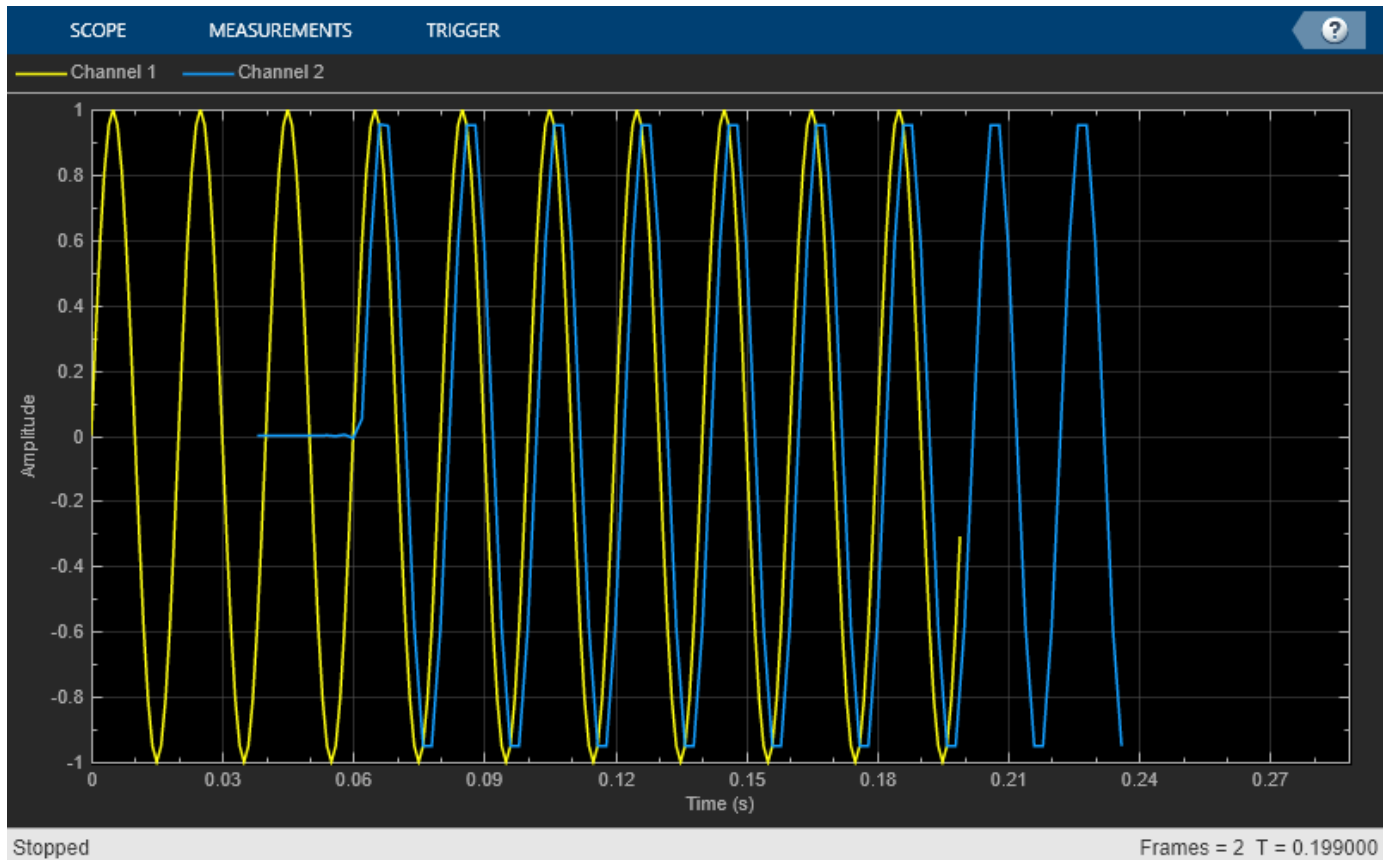 SCOPE MEASUREMENTS TRIGGER ?
Channel 1 Channel 2
1
0.8
0.6
0.4
0.2
0
-0.2
-0.4
-0.6
-0.8
-1
Amplitude
0 0.03 0.06 0.09 0.12 0.15 0.18 0.21 0.24 0.27
Time (s)
Stopped Frames = 2 T = 0.199000